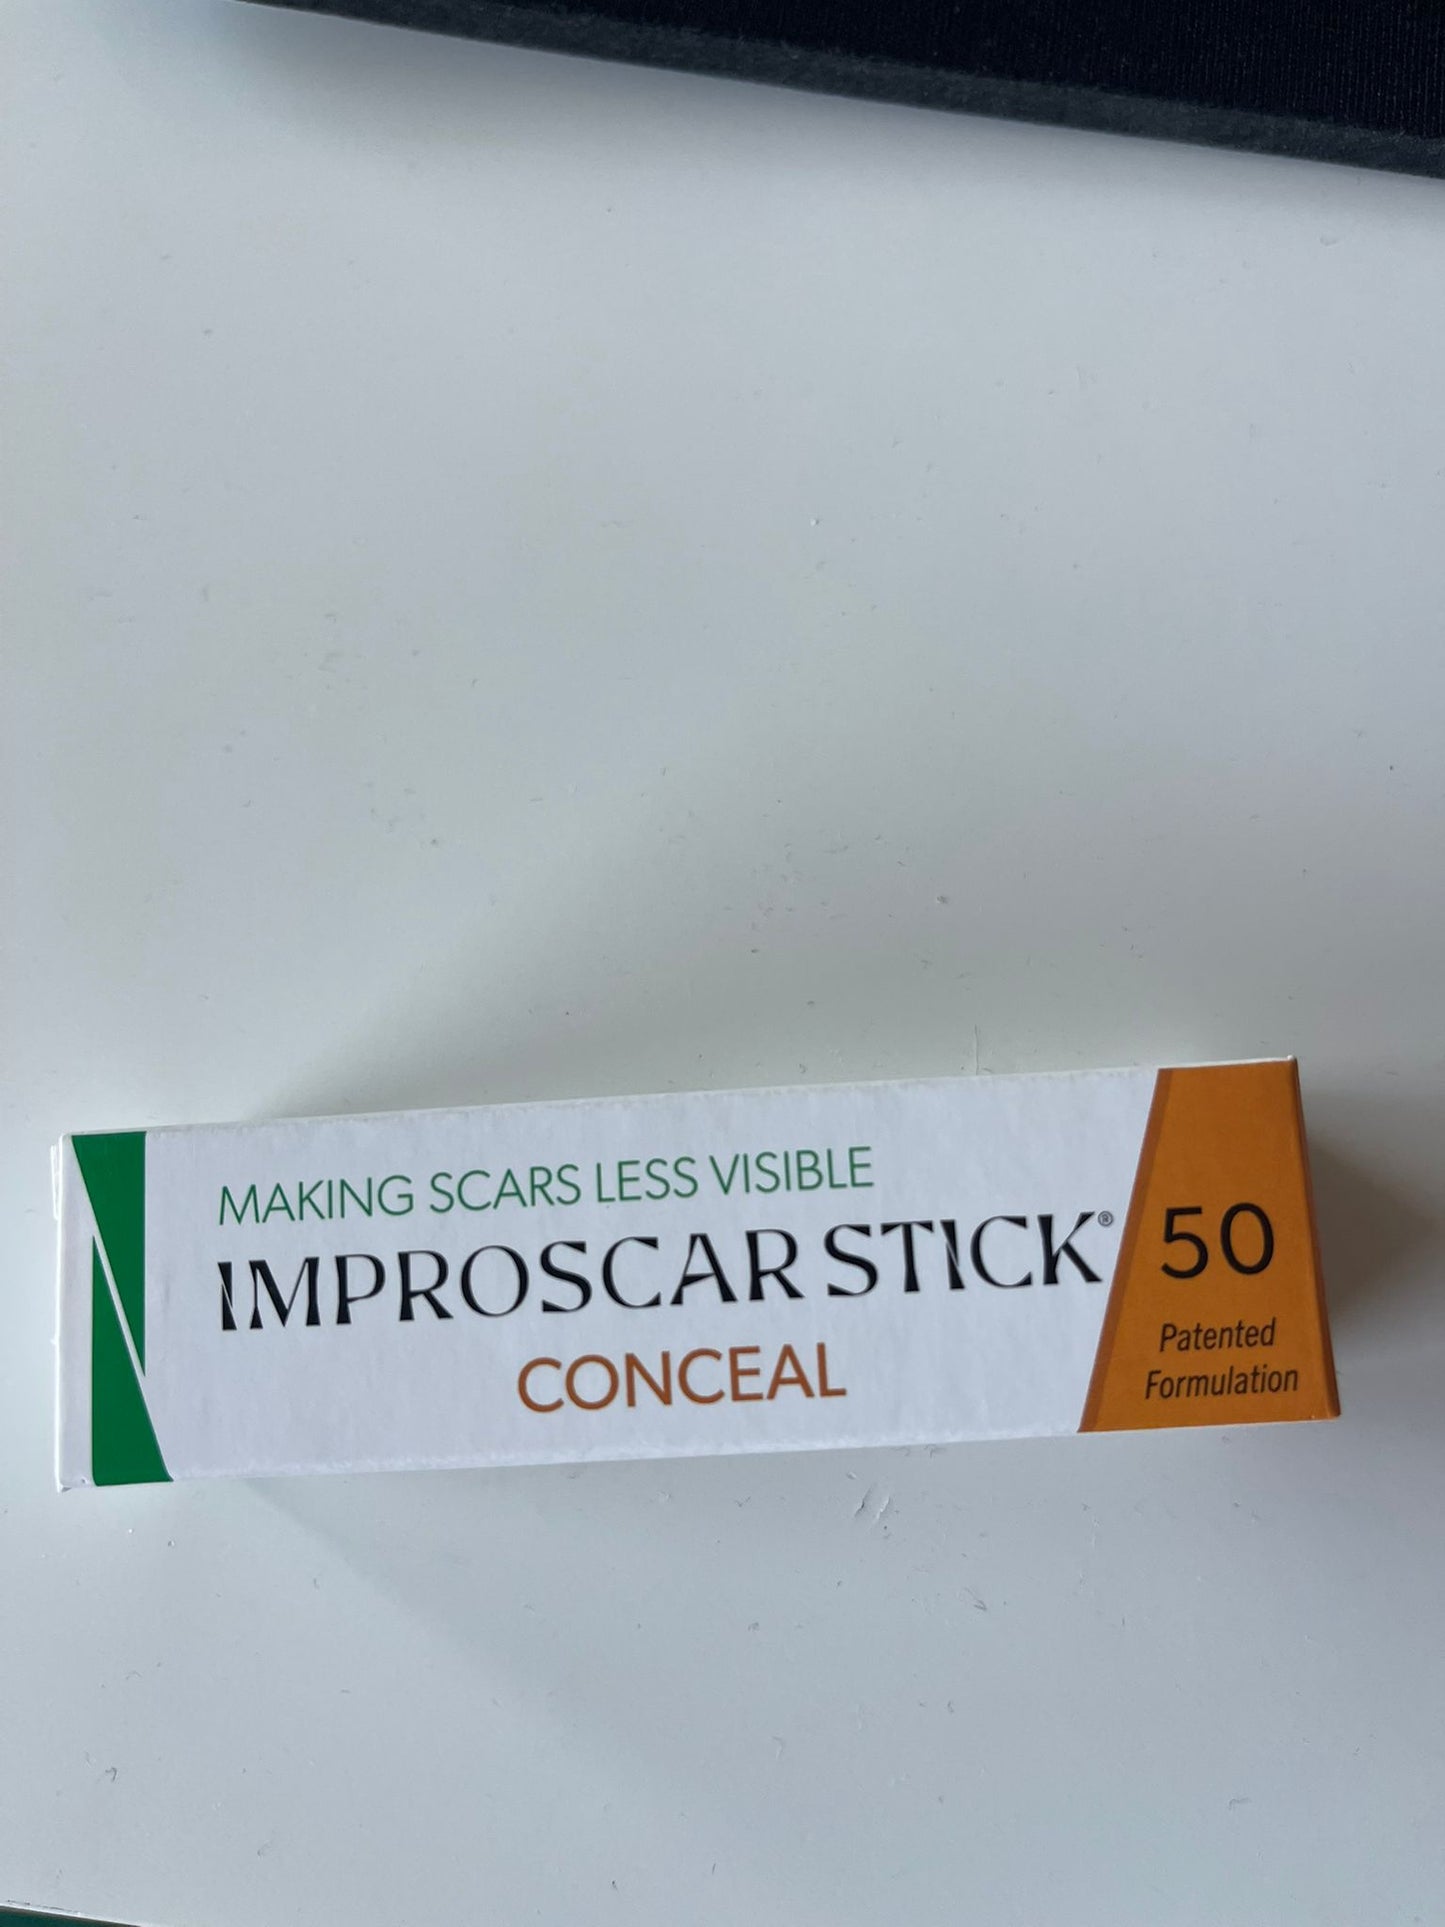 MAKING SCARS LESS VISIBLE
IMPROSCAR STICK®
CONCEAL
50
Patented
Formulation